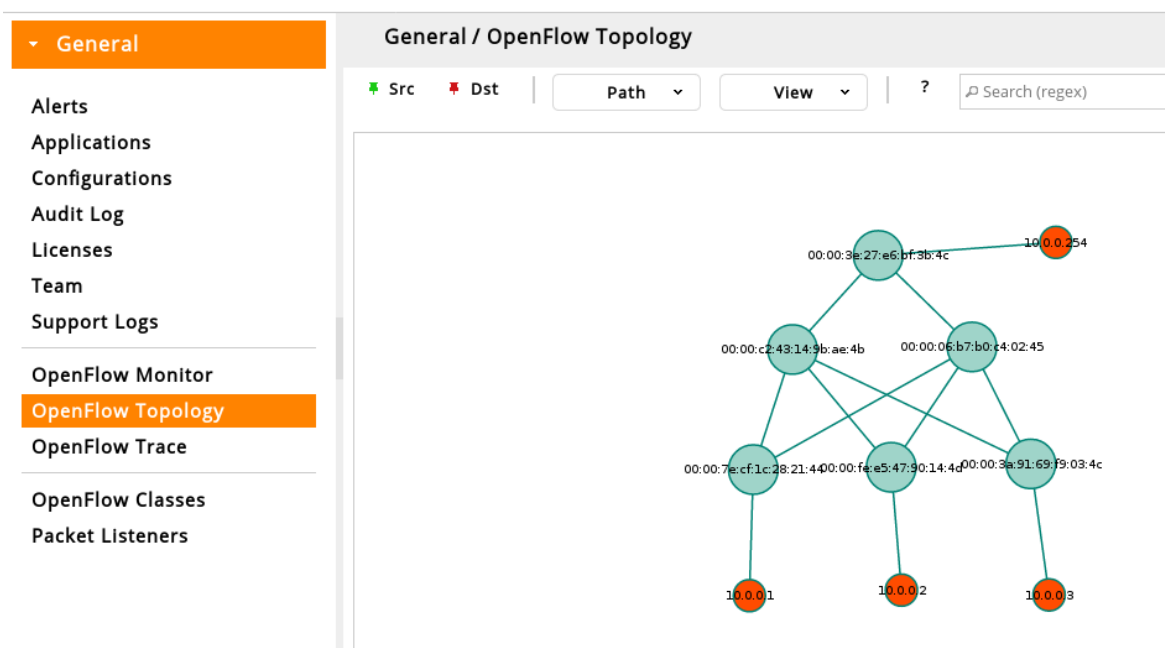 General
General / OpenFlow Topology
Src Dst Path View ? Search (regex)
Alerts
Applications
Configurations
Audit Log
Licenses
Team
Support Logs
OpenFlow Monitor
OpenFlow Topology
OpenFlow Trace
OpenFlow Classes
Packet Listeners
10.0.0.254
00:00:3e:27:e6:bf:3b:4c
00:00:c2:43:14:9b:ae:4b 00:00:06:b7:b0:c4:02:45
00:00:7e:cf:1c:28:21:44 00:00:fe:e5:47:90:14:4d 00:00:3a:91:69:f9:03:4c
10.0.0.1 10.0.0.2 10.0.0.3